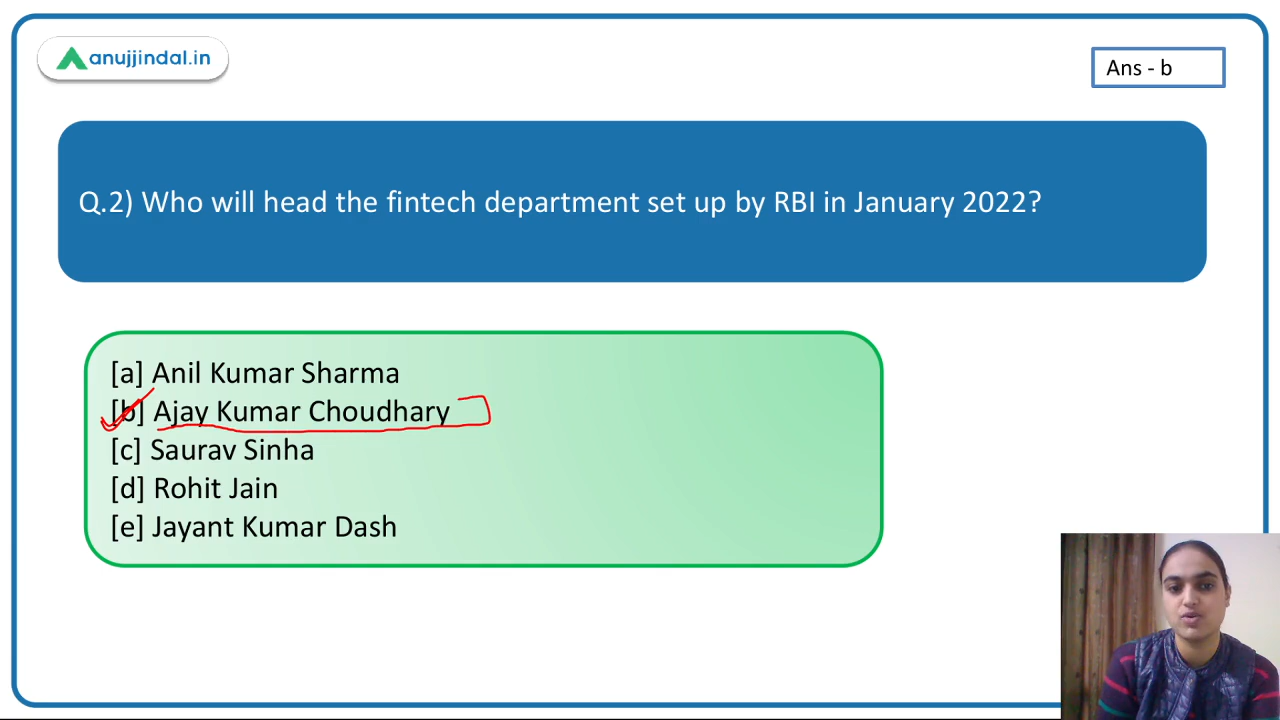 anujjindal.in
Ans - b
Q.2) Who will head the fintech department set up by RBI in January 2022?
[a] Anil Kumar Sharma
[b] Ajay Kumar Choudhary
[c] Saurav Sinha
[d] Rohit Jain
[e] Jayant Kumar Dash